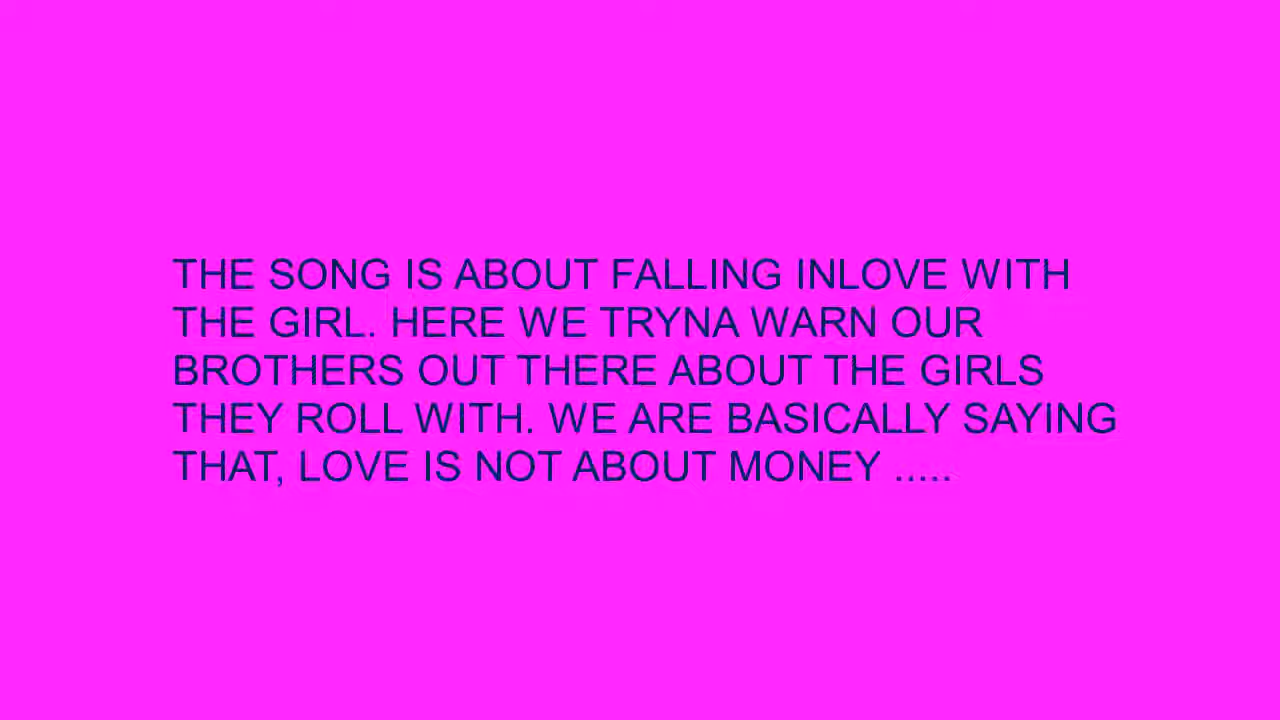 THE SONG IS ABOUT FALLING INLOVE WITH
THE GIRL. HERE WE TRYNA WARN OUR
BROTHERS OUT THERE ABOUT THE GIRLS
THEY ROLL WITH. WE ARE BASICALLY SAYING
THAT, LOVE IS NOT ABOUT MONEY .....